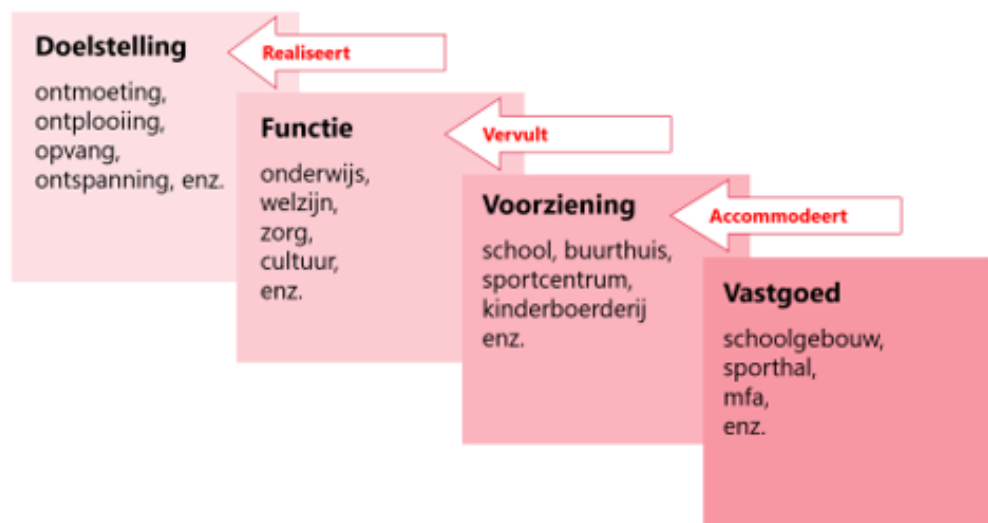 Doelstelling
ontmoeting,
ontplooiing,
opvang,
ontspanning, enz.
Realiseert
Functie
onderwijs,
welzijn,
zorg,
cultuur,
enz.
Vervult
Voorziening
school, buurthuis,
sportcentrum,
kinderboerderij
enz.
Accommodeert
Vastgoed
schoolgebouw,
sporthal,
mfa,
enz.